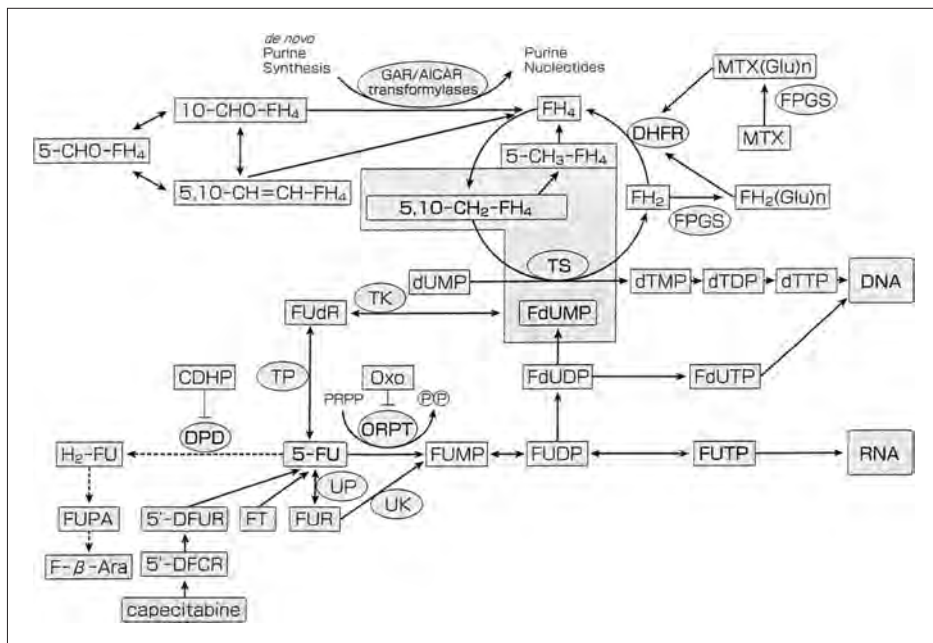 de novo
Purine
Synthesis
Purine
Nucleotides
GAR/AICAR
transformylases
MTX(Glu)n
FPGS
10-CHO-FH₄
FH₄
DHFR
MTX
5-CHO-FH₄
5-CH₃-FH₄
5,10-CH=CH-FH₄
5,10-CH₂-FH₄
FH₂
FH₂(Glu)n
FPGS
TS
dUMP
dTMP
dTDP
dTTP
DNA
TK
FUdR
FdUMP
CDHP
TP
Oxo
FdUDP
FdUTP
PRPP
PP
DPD
ORPT
H₂-FU
5-FU
FUMP
FUDP
FUTP
RNA
UP
UK
FUPA
5'-DFUR
FT
FUR
F-β-Ara
5'-DFCR
capecitabine